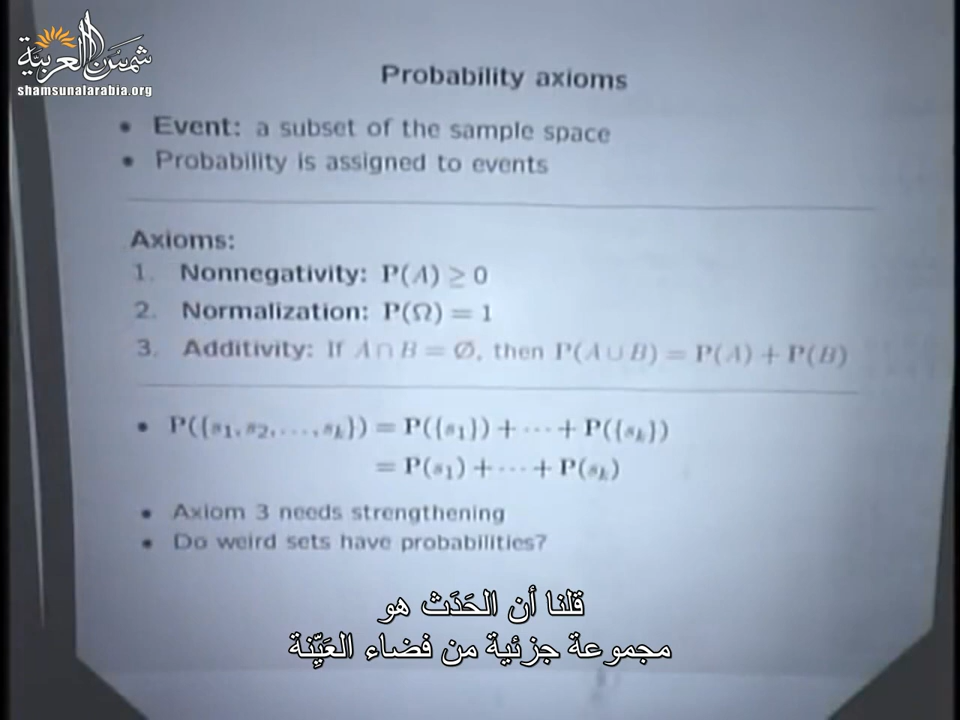 شمس العربية
shamsunalarabia.org
Probability axioms
• Event: a subset of the sample space
• Probability is assigned to events
Axioms:
1. Nonnegativity: P(A) ≥ 0
2. Normalization: P(Ω) = 1
3. Additivity: If A ∩ B = Ø, then P(A ∪ B) = P(A) + P(B)
• P({s1, s2, . . . , sk}) = P({s1}) + ··· + P({sk})
= P(s1) + ··· + P(sk)
• Axiom 3 needs strengthening
• Do weird sets have probabilities?
قلنا أن الحَدَث هو
مجموعة جزئية من فضاء العَيِّنة